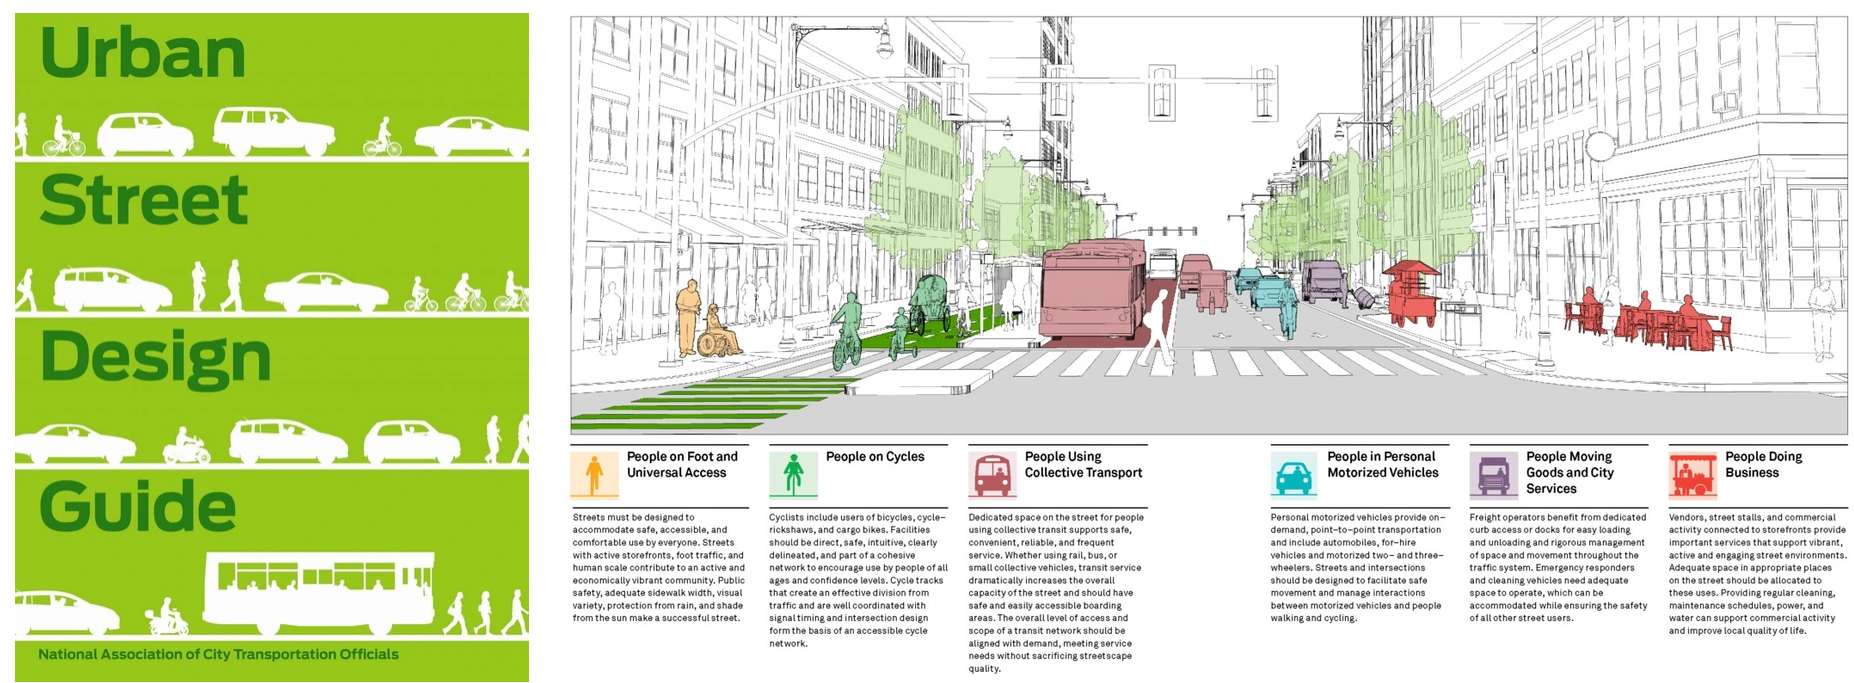 Urban
Street
Design
Guide
National Association of City Transportation Officials
People on Foot and
Universal Access
Streets must be designed to
accommodate safe, accessible, and
comfortable use by everyone. Streets
with active storefronts, foot traffic, and
human scale contribute to an active and
economically vibrant community. Public
safety, adequate sidewalk width, visual
variety, protection from rain, and shade
from the sun make a successful street.
People on Cycles
Cyclists include users of bicycles, cycle–
rickshaws, and cargo bikes. Facilities
should be direct, safe, intuitive, clearly
delineated, and part of a cohesive
network to encourage use by people of all
ages and confidence levels. Cycle tracks
that create an effective division from
traffic and are well coordinated with
signal timing and intersection design
form the basis of an accessible cycle
network.
People Using
Collective Transport
Dedicated space on the street for people
using collective transit supports safe,
convenient, reliable, and frequent
service. Whether using rail, bus, or
small collective vehicles, transit service
dramatically increases the overall
capacity of the street and should have
safe and easily accessible boarding
areas. The overall level of access and
scope of a transit network should be
aligned with demand, meeting service
needs without sacrificing streetscape
quality.
People in Personal
Motorized Vehicles
Personal motorized vehicles provide on–
demand, point–to–point transportation
and include automobiles, for–hire
vehicles and motorized two– and three–
wheelers. Streets and intersections
should be designed to facilitate safe
movement and manage interactions
between motorized vehicles and people
walking and cycling.
People Moving
Goods and City
Services
Freight operators benefit from dedicated
curb access or docks for easy loading
and unloading and rigorous management
of space and movement throughout the
traffic system. Emergency responders
and cleaning vehicles need adequate
space to operate, which can be
accommodated while ensuring the safety
of all other street users.
People Doing
Business
Vendors, street stalls, and commercial
activity connected to storefronts provide
important services that support vibrant,
active and engaging street environments.
Adequate space in appropriate places
on the street should be allocated to
these uses. Providing regular cleaning,
maintenance schedules, power, and
water can support commercial activity
and improve local quality of life.